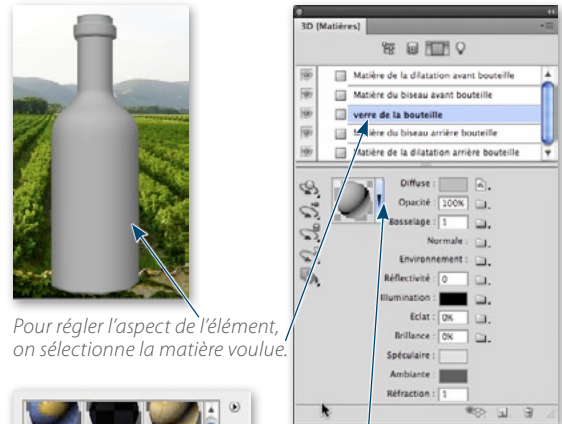 3D (Matières)
Matière de la dilatation avant bouteille
Matière du biseau avant bouteille
verre de la bouteille
Matière du biseau arrière bouteille
Matière de la dilatation arrière bouteille
Diffuse :
Opacité : 100%
Bosselage : 1
Normale :
Environnement :
Réflectivité : 0
Illumination :
Éclat : 0%
Brillance : 0%
Spéculaire :
Ambiante :
Réfraction : 1
Pour régler l'aspect de l'élément,
on sélectionne la matière voulue.